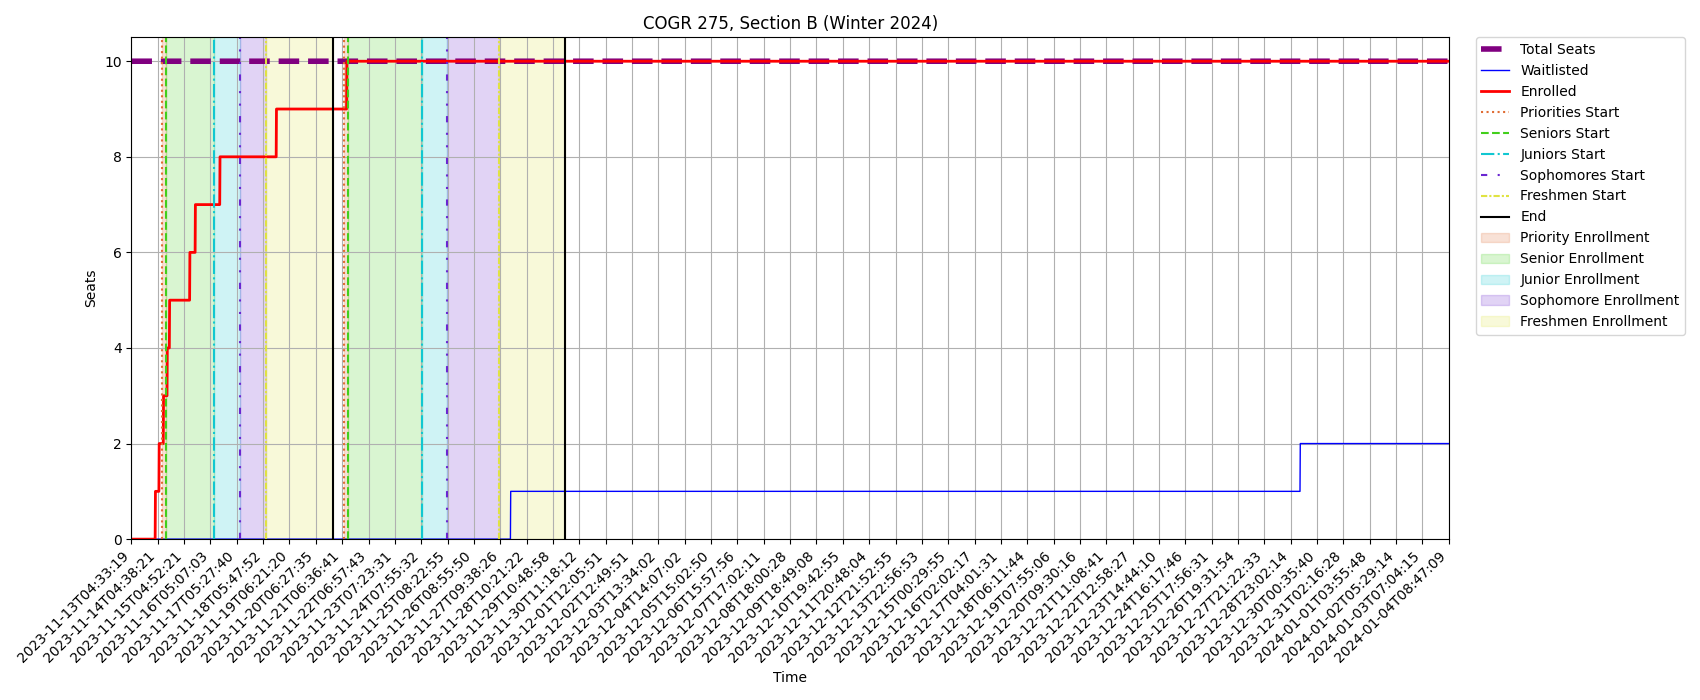 COGR 275, Section B (Winter 2024)
Seats
10
8
6
4
2
0
2023-11-13T04:33:19
2023-11-14T04:38:21
2023-11-15T04:52:21
2023-11-16T05:07:03
2023-11-17T05:27:40
2023-11-18T05:47:52
2023-11-19T06:21:20
2023-11-20T06:27:35
2023-11-21T06:36:41
2023-11-22T06:57:43
2023-11-23T07:23:31
2023-11-24T07:55:32
2023-11-25T08:22:55
2023-11-26T08:55:50
2023-11-27T09:38:26
2023-11-28T10:21:22
2023-11-29T10:48:58
2023-11-30T11:18:12
2023-12-01T12:05:51
2023-12-02T12:49:51
2023-12-03T13:34:02
2023-12-04T14:07:02
2023-12-05T15:02:50
2023-12-06T15:57:56
2023-12-07T17:02:11
2023-12-08T18:00:28
2023-12-09T18:49:08
2023-12-10T19:42:55
2023-12-11T20:48:04
2023-12-12T21:52:55
2023-12-13T22:56:53
2023-12-15T00:29:55
2023-12-16T02:02:17
2023-12-17T04:01:31
2023-12-18T06:11:44
2023-12-19T07:55:06
2023-12-20T09:30:16
2023-12-21T11:08:41
2023-12-22T12:58:27
2023-12-23T14:44:10
2023-12-24T16:17:46
2023-12-25T17:56:31
2023-12-26T19:31:54
2023-12-27T21:22:33
2023-12-28T23:02:14
2023-12-30T00:35:40
2023-12-31T02:16:28
2024-01-01T03:55:48
2024-01-02T05:29:14
2024-01-03T07:04:15
2024-01-04T08:47:09
Time
Total Seats
Waitlisted
Enrolled
Priorities Start
Seniors Start
Juniors Start
Sophomores Start
Freshmen Start
End
Priority Enrollment
Senior Enrollment
Junior Enrollment
Sophomore Enrollment
Freshmen Enrollment